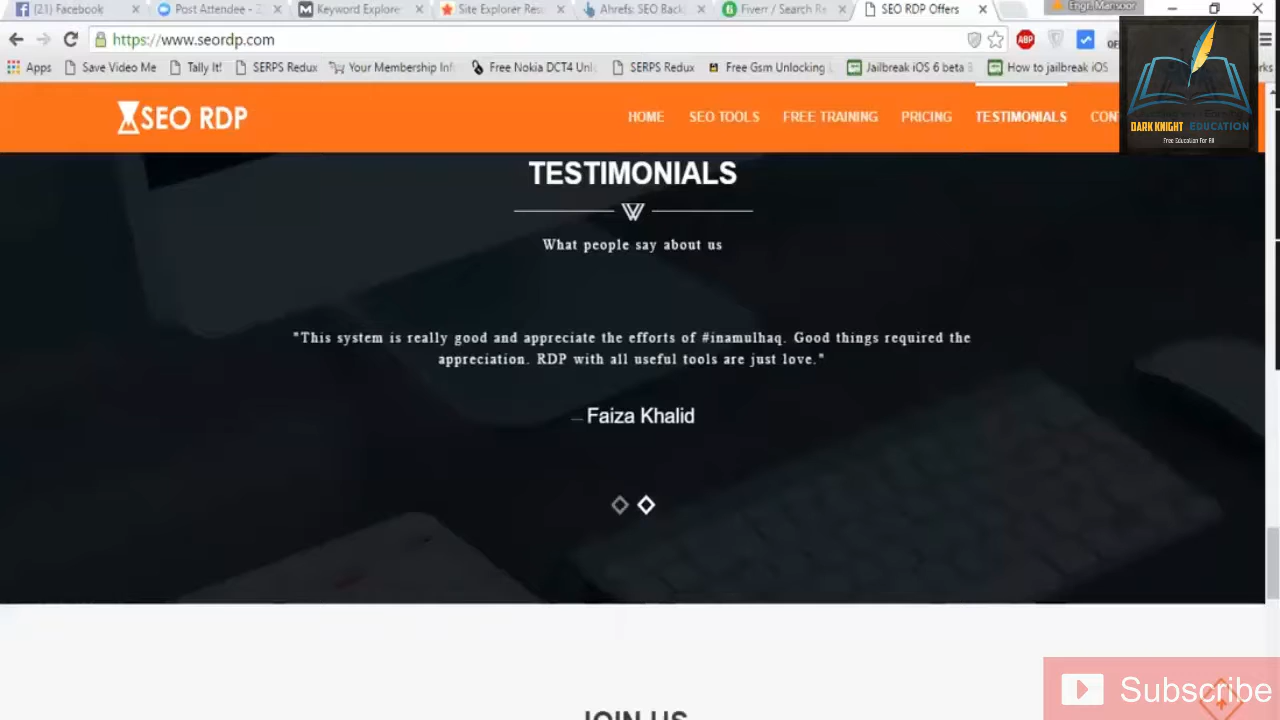 (21) Facebook
Post Attendee - Z
Keyword Explore
Site Explorer Res
Ahrefs: SEO Back
Fiverr / Search Re
SEO RDP Offers
Engr. Mansoor
https://www.seordp.com
ABP
Apps
Save Video Me
Tally It!
SERPS Redux
Your Membership Inf
Free Nokia DCT4 Unl
SERPS Redux
Free Gsm Unlocking
Jailbreak iOS 6 beta 3
How to jailbreak iOS
rks
SEO RDP
HOME
SEO TOOLS
FREE TRAINING
PRICING
TESTIMONIALS
CON
DARK KNIGHT EDUCATION
Free Education For All
TESTIMONIALS
What people say about us
"This system is really good and appreciate the efforts of #inamulhaq. Good things required the
appreciation. RDP with all useful tools are just love."
— Faiza Khalid
JOIN US
Subscribe